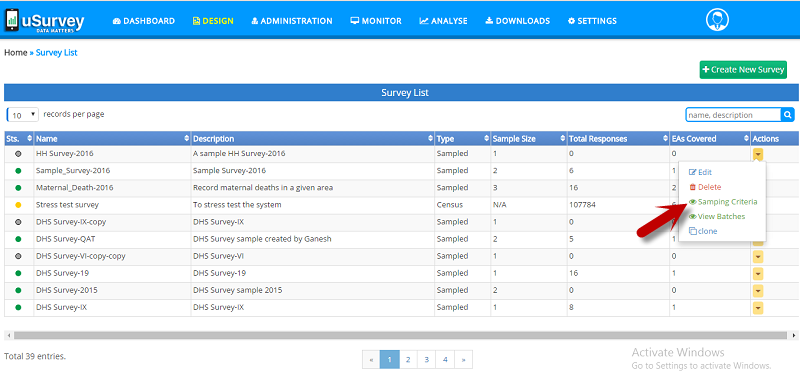 uSurvey
DATA MATTERS
DASHBOARD DESIGN ADMINISTRATION MONITOR ANALYSE DOWNLOADS SETTINGS
Home » Survey List
+ Create New Survey
Survey List
10 records per page name, description
Sts. Name Description Type Sample Size Total Responses EAs Covered Actions
HH Survey-2016 A sample HH Survey-2016 Sampled 1 0 0
Sample_Survey-2016 Sample Survey-2016 Sampled 2 6 1
Maternal_Death-2016 Record maternal deaths in a given area Sampled 3 16 2
Stress test survey To stress test the system Census N/A 107784
DHS Survey-IX-copy DHS Survey-IX Sampled 1 0
DHS Survey-QAT DHS Survey sample created by Ganesh Sampled 2 5 1
DHS Survey-VI-copy-copy DHS Survey-VI Sampled 1 0 0
DHS Survey-19 DHS Survey-19 Sampled 1 16 1
DHS Survey-2015 DHS Survey sample 2015 Sampled 2 0 0
DHS Survey-IX DHS Survey-IX Sampled 1 8 1
Edit
Delete
Samping Criteria
View Batches
clone
Total 39 entries. « 1 2 3 4 »
Activate Windows
Go to Settings to activate Windows.